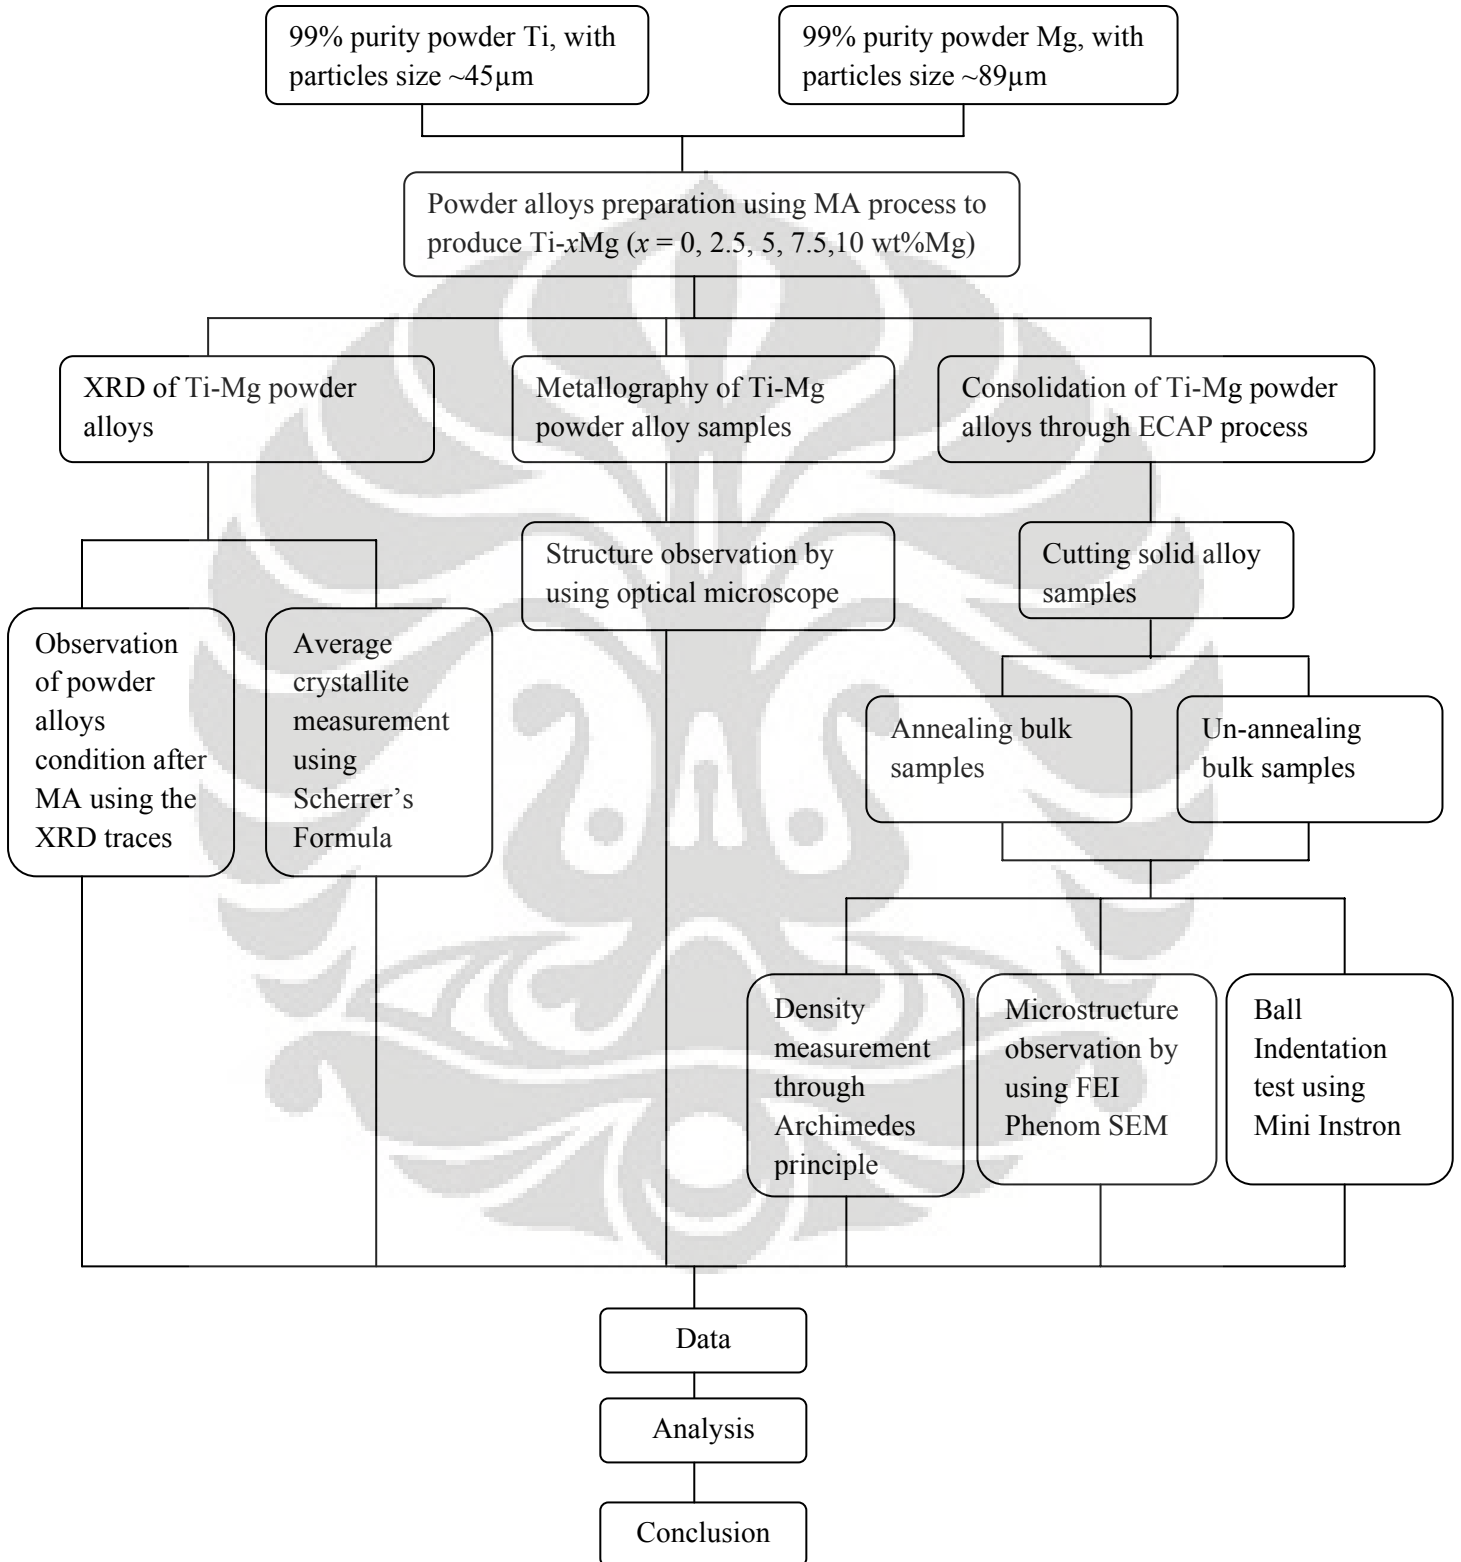 99% purity powder Ti, with
particles size ~45µm
99% purity powder Mg, with
particles size ~89µm
Powder alloys preparation using MA process to
produce Ti-xMg (x = 0, 2.5, 5, 7.5,10 wt%Mg)
XRD of Ti-Mg powder
alloys
Metallography of Ti-Mg
powder alloy samples
Consolidation of Ti-Mg powder
alloys through ECAP process
Structure observation by
using optical microscope
Cutting solid alloy
samples
Observation
of powder
alloys
condition after
MA using the
XRD traces
Average
crystallite
measurement
using
Scherrer’s
Formula
Annealing bulk
samples
Un-annealing
bulk samples
Density
measurement
through
Archimedes
principle
Microstructure
observation by
using FEI
Phenom SEM
Ball
Indentation
test using
Mini Instron
Data
Analysis
Conclusion